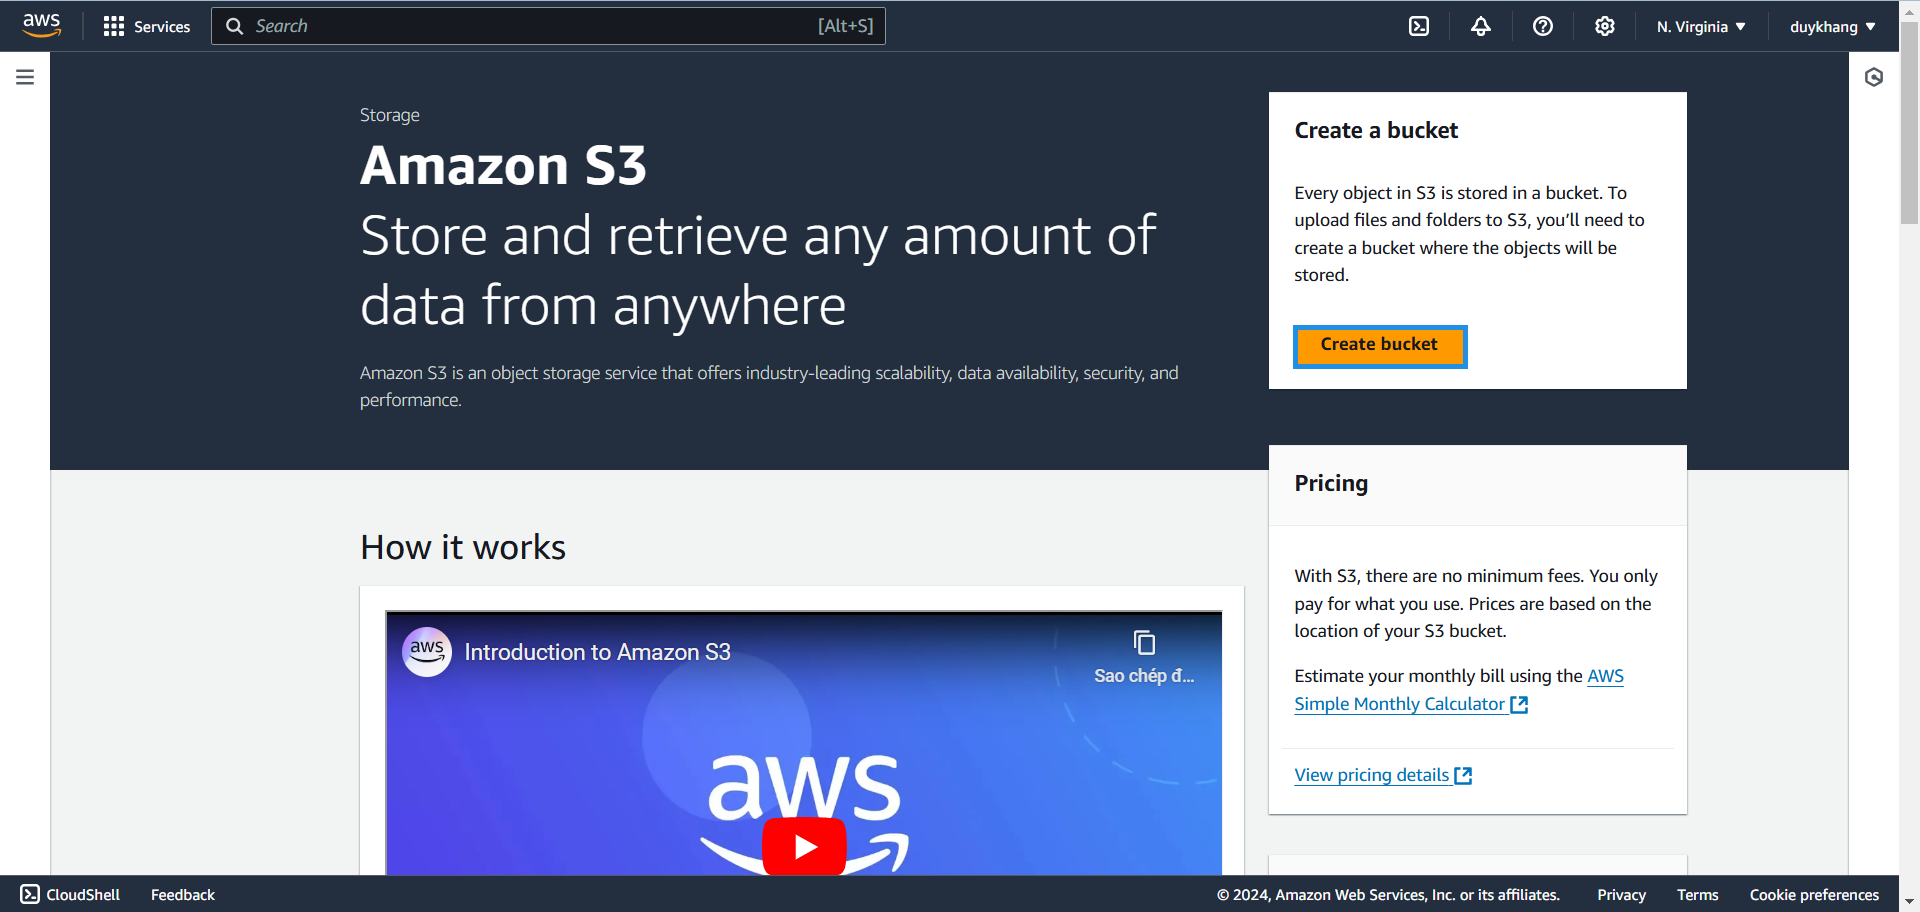 aws
Services
Search
[Alt+S]
N. Virginia
duykhang
Storage
Amazon S3
Store and retrieve any amount of
data from anywhere
Amazon S3 is an object storage service that offers industry-leading scalability, data availability, security, and
performance.
Create a bucket
Every object in S3 is stored in a bucket. To
upload files and folders to S3, you’ll need to
create a bucket where the objects will be
stored.
Create bucket
Pricing
With S3, there are no minimum fees. You only
pay for what you use. Prices are based on the
location of your S3 bucket.
Estimate your monthly bill using the AWS
Simple Monthly Calculator
View pricing details
How it works
aws
Introduction to Amazon S3
Sao chép đ...
aws
CloudShell
Feedback
© 2024, Amazon Web Services, Inc. or its affiliates.
Privacy
Terms
Cookie preferences